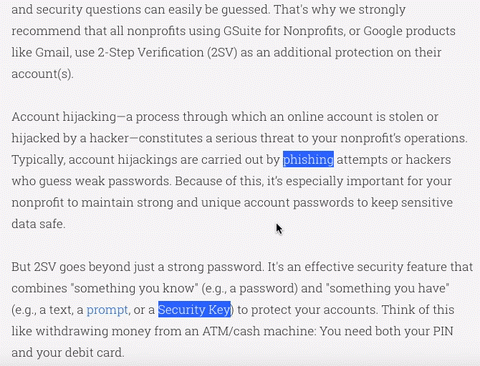 and security questions can easily be guessed. That's why we strongly
recommend that all nonprofits using GSuite for Nonprofits, or Google products
like Gmail, use 2-Step Verification (2SV) as an additional protection on their
account(s).
Account hijacking—a process through which an online account is stolen or
hijacked by a hacker—constitutes a serious threat to your nonprofit's operations.
Typically, account hijackings are carried out by phishing attempts or hackers
who guess weak passwords. Because of this, it's especially important for your
nonprofit to maintain strong and unique account passwords to keep sensitive
data safe.
But 2SV goes beyond just a strong password. It's an effective security feature that
combines "something you know" (e.g., a password) and "something you have"
(e.g., a text, a prompt, or a Security Key) to protect your accounts. Think of this
like withdrawing money from an ATM/cash machine: You need both your PIN
and your debit card.